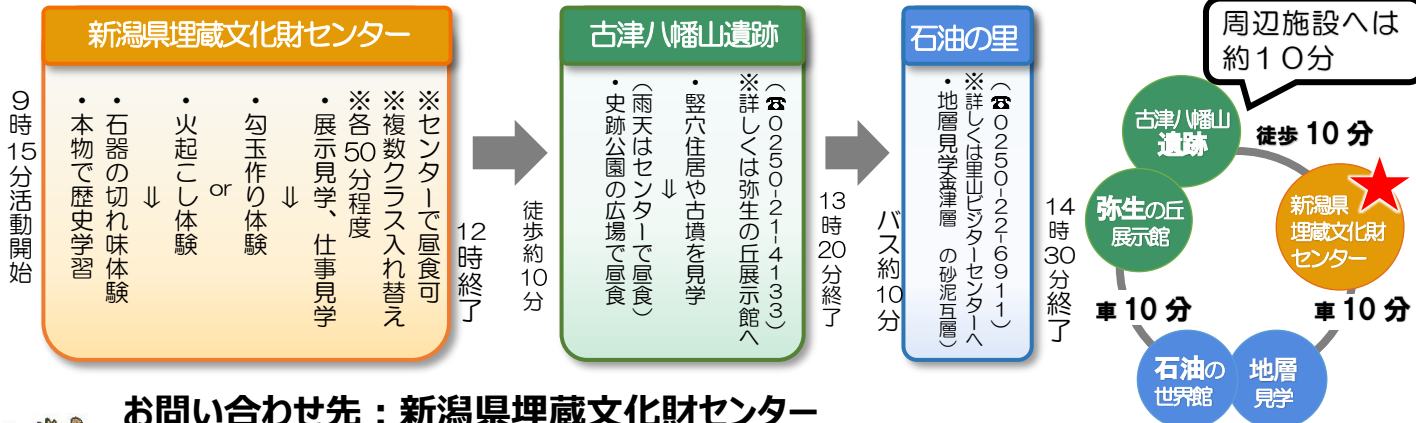 新潟県埋蔵文化財センター
9時15分活動開始
・本物で歴史学習
・石器の切れ味体験
⇓
・火起こし体験
or
・勾玉作り体験
⇓
・展示見学、仕事見学
※各50分程度
※複数クラス入れ替え
※センターで昼食可
12時終了
徒歩約10分
古津八幡山遺跡
・史跡公園の広場で昼食
(雨天はセンターで昼食)
⇓
・竪穴住居や古墳を見学
※詳しくは弥生の丘展示館へ
(☎0250-21-4133)
13時20分終了
バス約10分
石油の里
・地層見学(金津層 の砂泥互層)
※詳しくは里山ビジターセンターへ
(☎0250-22-6911)
14時30分終了
周辺施設へは
約10分
古津八幡山
遺跡
徒歩 10 分
新潟県
埋蔵文化財
センター
弥生の丘
展示館
車 10 分
車 10 分
石油の
世界館
地層
見学
お問い合わせ先：新潟県埋蔵文化財センター